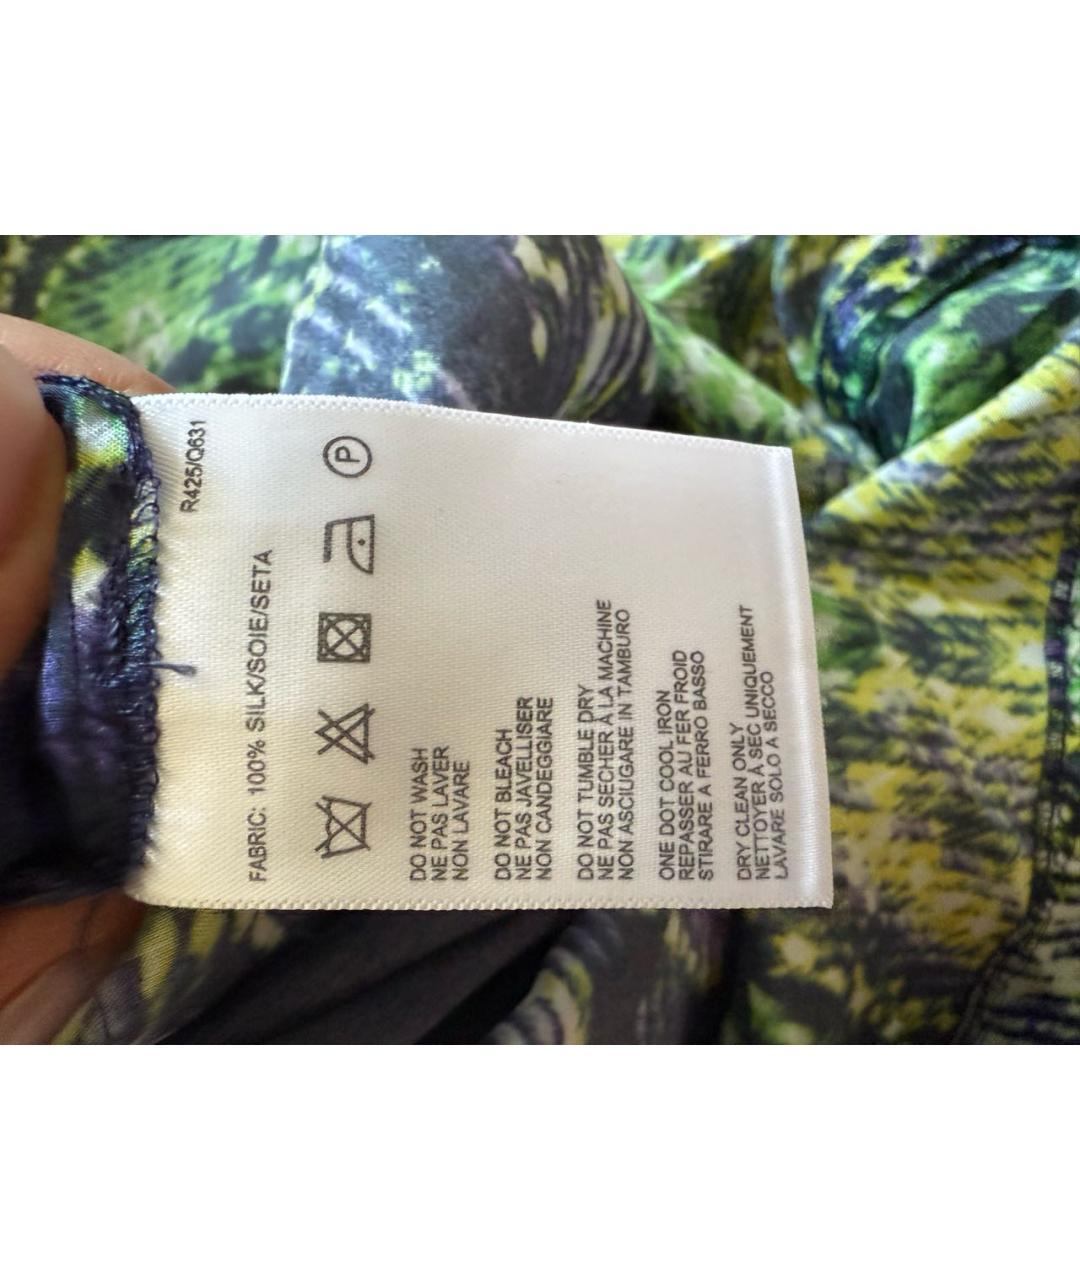 R425/Q631
FABRIC: 100% SILK/SOIE/SETA
P
DO NOT WASH
NE PAS LAVER
NON LAVARE
DO NOT BLEACH
NE PAS JAVELLISER
NON CANDEGGIARE
DO NOT TUMBLE DRY
NE PAS SECHER À LA MACHINE
NON ASCIUGARE IN TAMBURO
ONE DOT COOL IRON
REPASSER AU FER FROID
STIRARE A FERRO BASSO
DRY CLEAN ONLY
NETTOYER À SEC UNIQUEMENT
LAVARE SOLO A SECCO